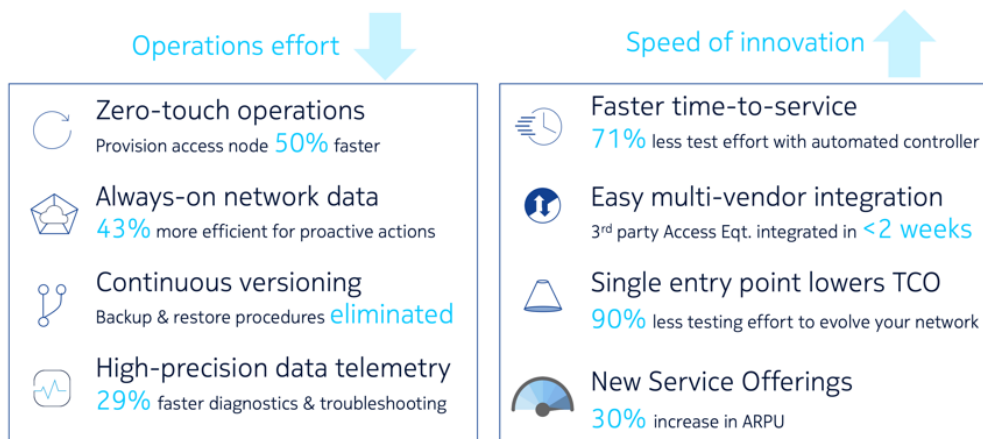 Operations effort
Zero-touch operations
Provision access node 50% faster
Always-on network data
43% more efficient for proactive actions
Continuous versioning
Backup & restore procedures eliminated
High-precision data telemetry
29% faster diagnostics & troubleshooting
Speed of innovation
Faster time-to-service
71% less test effort with automated controller
Easy multi-vendor integration
3rd party Access Eqt. integrated in <2 weeks
Single entry point lowers TCO
90% less testing effort to evolve your network
New Service Offerings
30% increase in ARPU